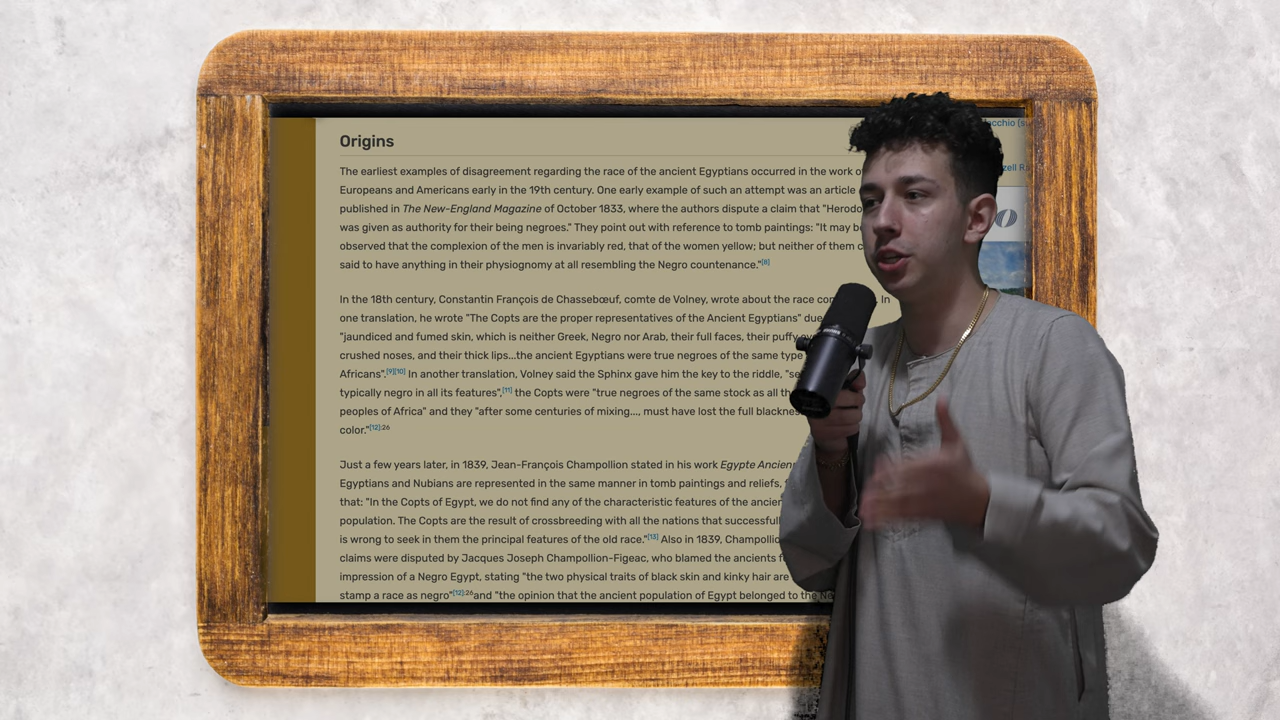 Origins
The earliest examples of disagreement regarding the race of the ancient Egyptians occurred in the work
Europeans and Americans early in the 19th century. One early example of such an attempt was an article
published in The New-England Magazine of October 1833, where the authors dispute a claim that "Herodo
was given as authority for their being negroes." They point out with reference to tomb paintings: "It may
observed that the complexion of the men is invariably red, that of the women yellow; but neither of them
said to have anything in their physiognomy at all resembling the Negro countenance."[8]
In the 18th century, Constantin François de Chassebœuf, comte de Volney, wrote about the race In
one translation, he wrote "The Copts are the proper representatives of the Ancient Egyptians"
"jaundiced and fumed skin, which is neither Greek, Negro nor Arab, their full faces, their puffy
crushed noses, and their thick lips...the ancient Egyptians were true negroes of the same type
Africans".[9][10] In another translation, Volney said the Sphinx gave him the key to the riddle,
typically negro in all its features",[11] the Copts were "true negroes of the same stock as all
peoples of Africa" and they "after some centuries of mixing..., must have lost the full
color."[12]:26
Just a few years later, in 1839, Jean-François Champollion stated in his work Egypte
Egyptians and Nubians are represented in the same manner in tomb paintings and reliefs,
that: "In the Copts of Egypt, we do not find any of the characteristic features of the
population. The Copts are the result of crossbreeding with all the nations that
is wrong to seek in them the principal features of the old race."[13] Also in 1839,
claims were disputed by Jacques Joseph Champollion-Figeac, who blamed the ancients
impression of a Negro Egypt, stating "the two physical traits of black skin and kinky hair are
stamp a race as negro"[12]:26and "the opinion that the ancient population of Egypt belonged to the